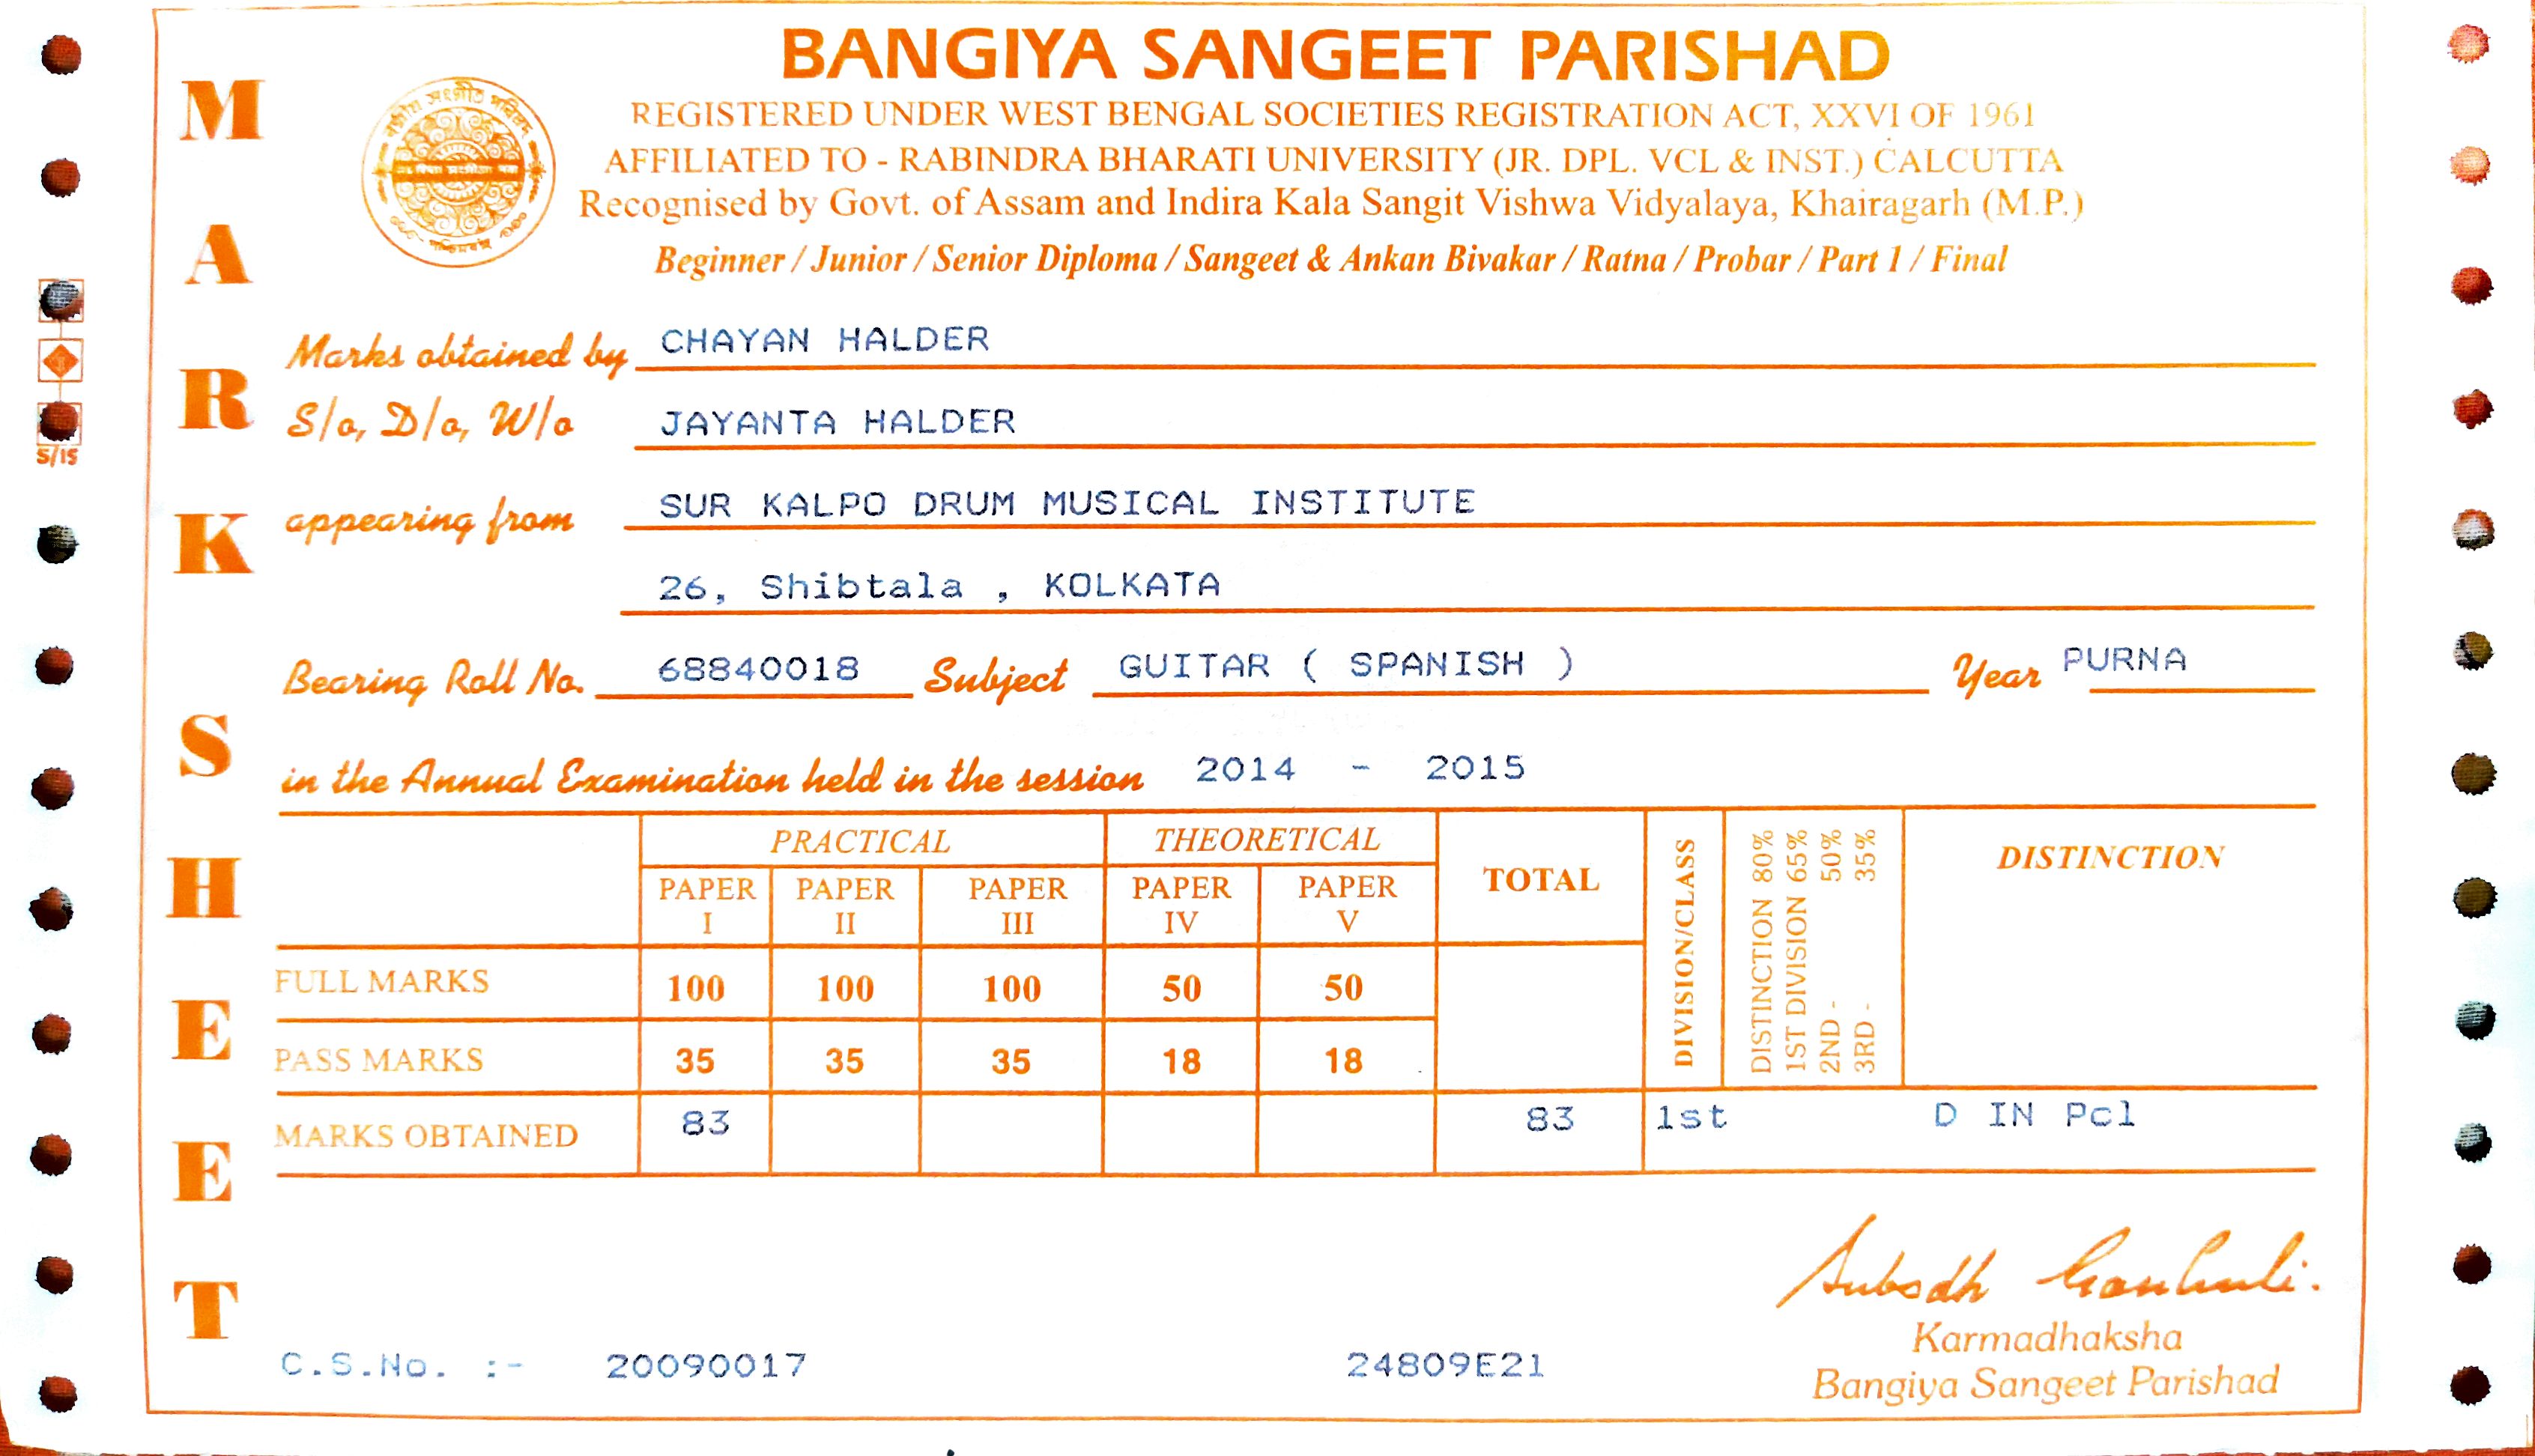 BANGIYA SANGEET PARISHAD
REGISTERED UNDER WEST BENGAL SOCIETIES REGISTRATION ACT, XXVI OF 1961
AFFILIATED TO - RABINDRA BHARATI UNIVERSITY (JR. DPL. VCL & INST.) CALCUTTA
Recognised by Govt. of Assam and Indira Kala Sangit Vishwa Vidyalaya, Khairagarh (M.P.)
Beginner / Junior / Senior Diploma / Sangeet & Ankan Bivakar / Ratna / Probar / Part 1 / Final
MARK SHEET
Marks obtained by CHAYAN HALDER
S/o, D/o, W/o JAYANTA HALDER
appearing from SUR KALPO DRUM MUSICAL INSTITUTE
26, Shibtala , KOLKATA
Bearing Roll No. 68840018 Subject GUITAR ( SPANISH ) Year PURNA
in the Annual Examination held in the session 2014 - 2015
PRACTICAL THEORETICAL TOTAL DIVISION/CLASS DISTINCTION
PAPER I PAPER II PAPER III PAPER IV PAPER V
DISTINCTION 80%
1ST DIVISION 65%
2ND - 50%
3RD - 35%
FULL MARKS 100 100 100 50 50
PASS MARKS 35 35 35 18 18
MARKS OBTAINED 83 83 1st D IN Pcl
Karmadhaksha
C.S.No. :- 20090017 24809E21
Bangiya Sangeet Parishad
S/15